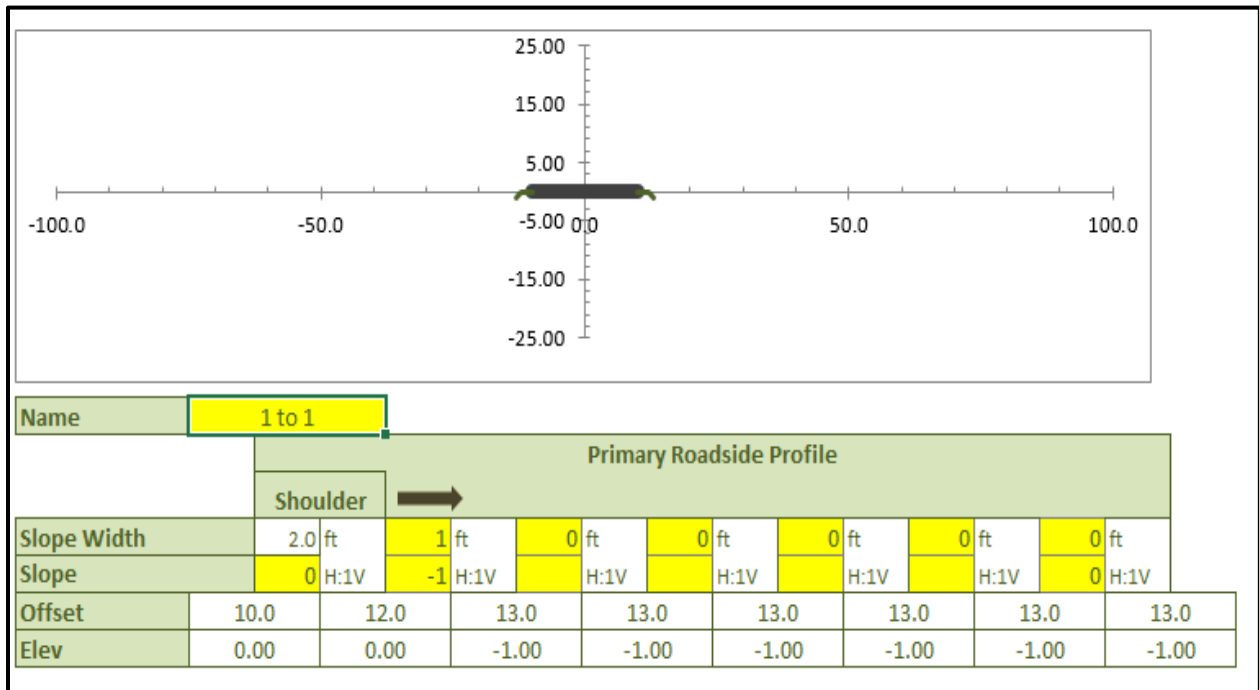 25.00
15.00
5.00
-100.0 -50.0 -5.00 0.0 50.0 100.0
-15.00
-25.00
Name 1 to 1
Primary Roadside Profile
Shoulder
Slope Width 2.0 ft 1 ft 0 ft 0 ft 0 ft 0 ft 0 ft
Slope 0 H:1V -1 H:1V H:1V H:1V H:1V H:1V 0 H:1V
Offset 10.0 12.0 13.0 13.0 13.0 13.0 13.0 13.0
Elev 0.00 0.00 -1.00 -1.00 -1.00 -1.00 -1.00 -1.00